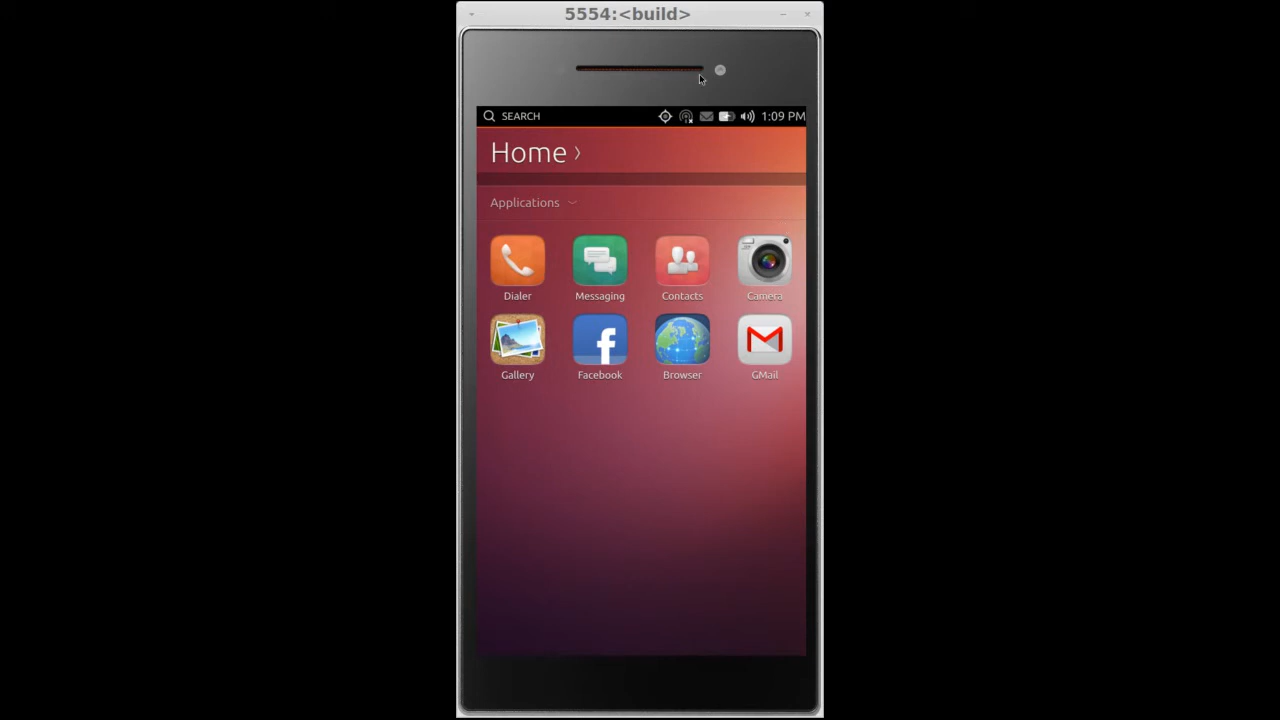 5554:<build>
SEARCH 1:09 PM
Home
Applications
Dialer Messaging Contacts Camera
Gallery Facebook Browser GMail